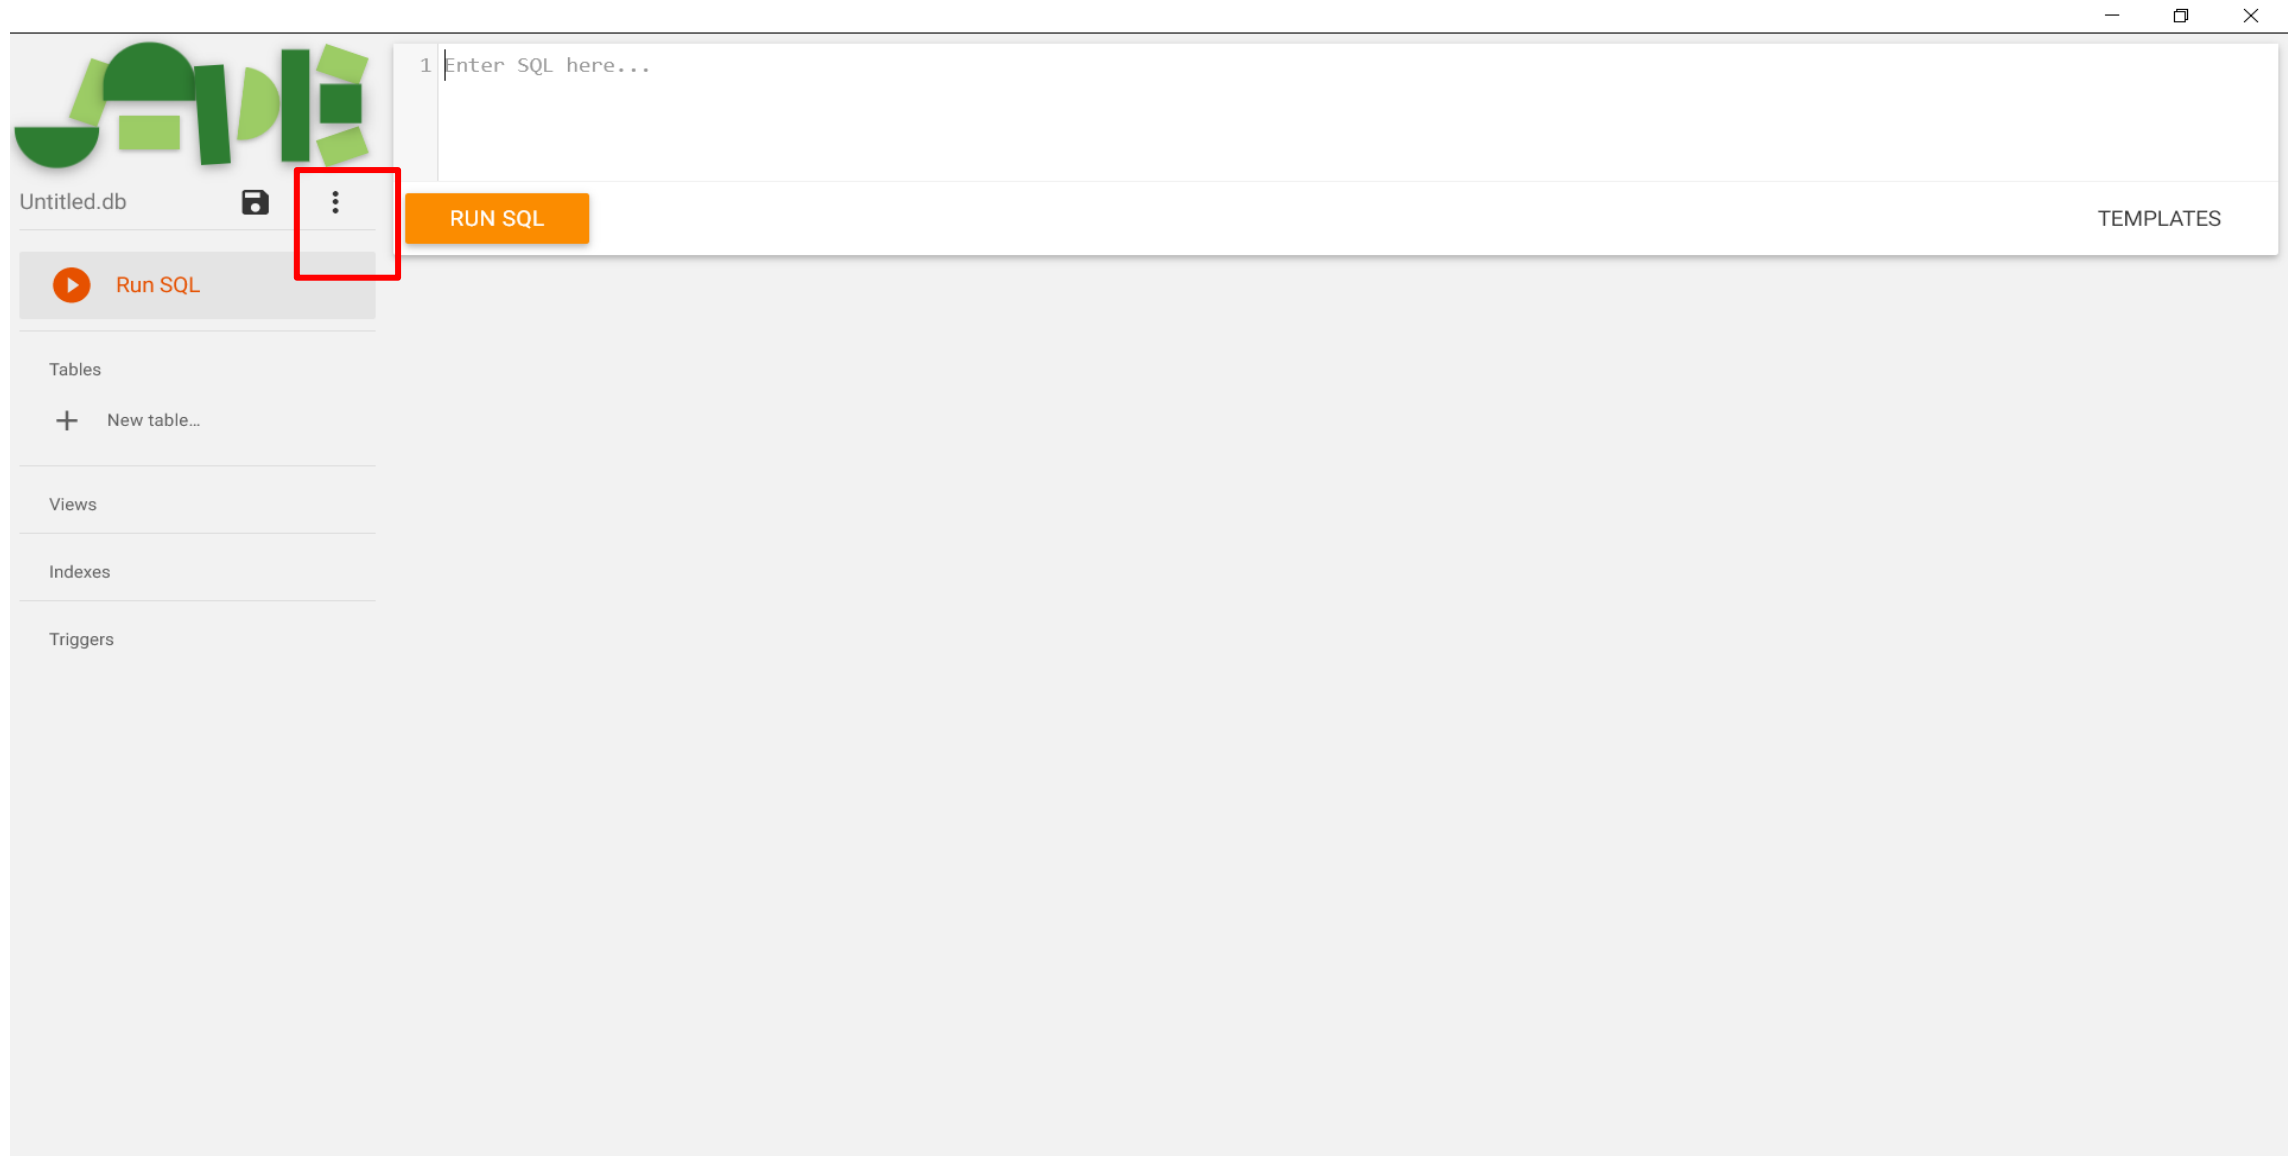 1 Enter SQL here...
Untitled.db
RUN SQL
TEMPLATES
Run SQL
Tables
New table...
Views
Indexes
Triggers